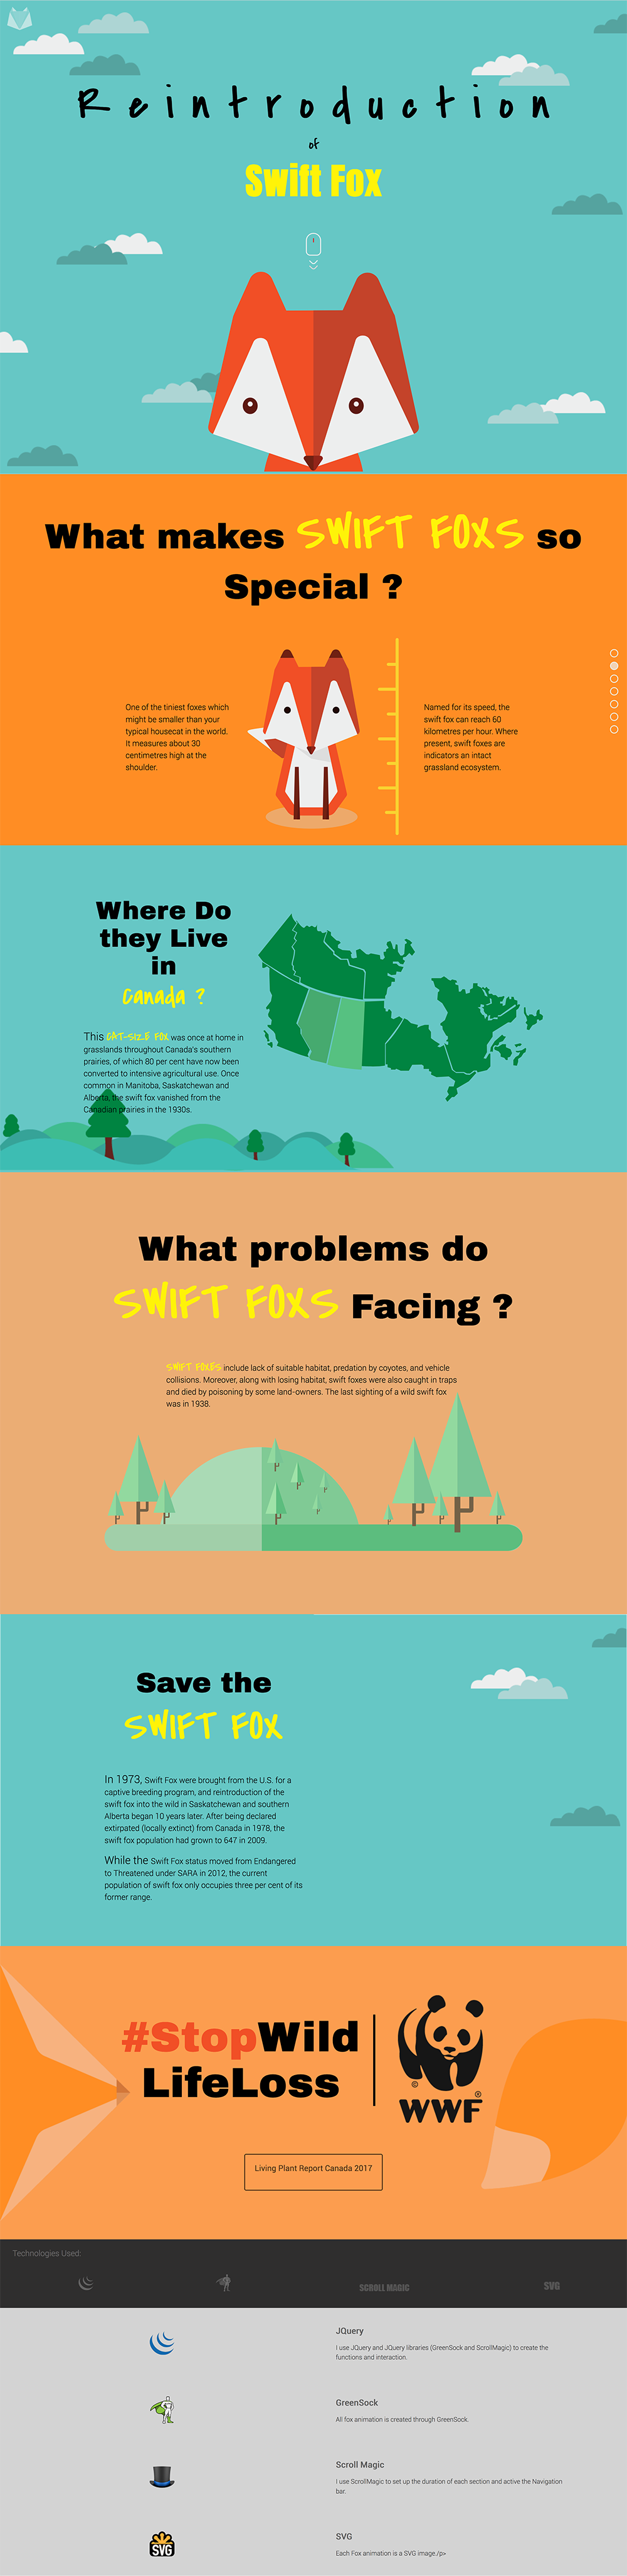 Reintroduction
of
Swift Fox
What makes SWIFT FOXS so
Special ?
One of the tiniest foxes which
might be smaller than your
typical housecat in the world.
It measures about 30
centimetres high at the
shoulder.
Named for its speed, the
swift fox can reach 60
kilometres per hour. Where
present, swift foxes are
indicators an intact
grassland ecosystem.
Where Do
they Live
in
Canada ?
This CAT-SIZE FOX was once at home in
grasslands throughout Canada's southern
prairies, of which 80 per cent have now been
converted to intensive agricultural use. Once
common in Manitoba, Saskatchewan and
Alberta, the swift fox vanished from the
Canadian prairies in the 1930s.
What problems do
SWIFT FOXS Facing ?
SWIFT FOXES include lack of suitable habitat, predation by coyotes, and vehicle
collisions. Moreover, along with losing habitat, swift foxes were also caught in traps
and died by poisoning by some land-owners. The last sighting of a wild swift fox
was in 1938.
Save the
SWIFT FOX
In 1973, Swift Fox were brought from the U.S. for a
captive breeding program, and reintroduction of the
swift fox into the wild in Saskatchewan and southern
Alberta began 10 years later. After being declared
extirpated (locally extinct) from Canada in 1978, the
swift fox population had grown to 647 in 2009.
While the Swift Fox status moved from Endangered
to Threatened under SARA in 2012, the current
population of swift fox only occupies three per cent of its
former range.
#StopWild
LifeLoss
©
®
WWF
Living Plant Report Canada 2017
Technologies Used:
SCROLL MAGIC
SVG
JQuery
I use JQuery and JQuery libraries (GreenSock and ScrollMagic) to create the
functions and interaction.
GreenSock
All fox animation is created through GreenSock.
Scroll Magic
I use ScrollMagic to set up the duration of each section and active the Navigation
bar.
SVG
SVG
Each Fox animation is a SVG image./p>